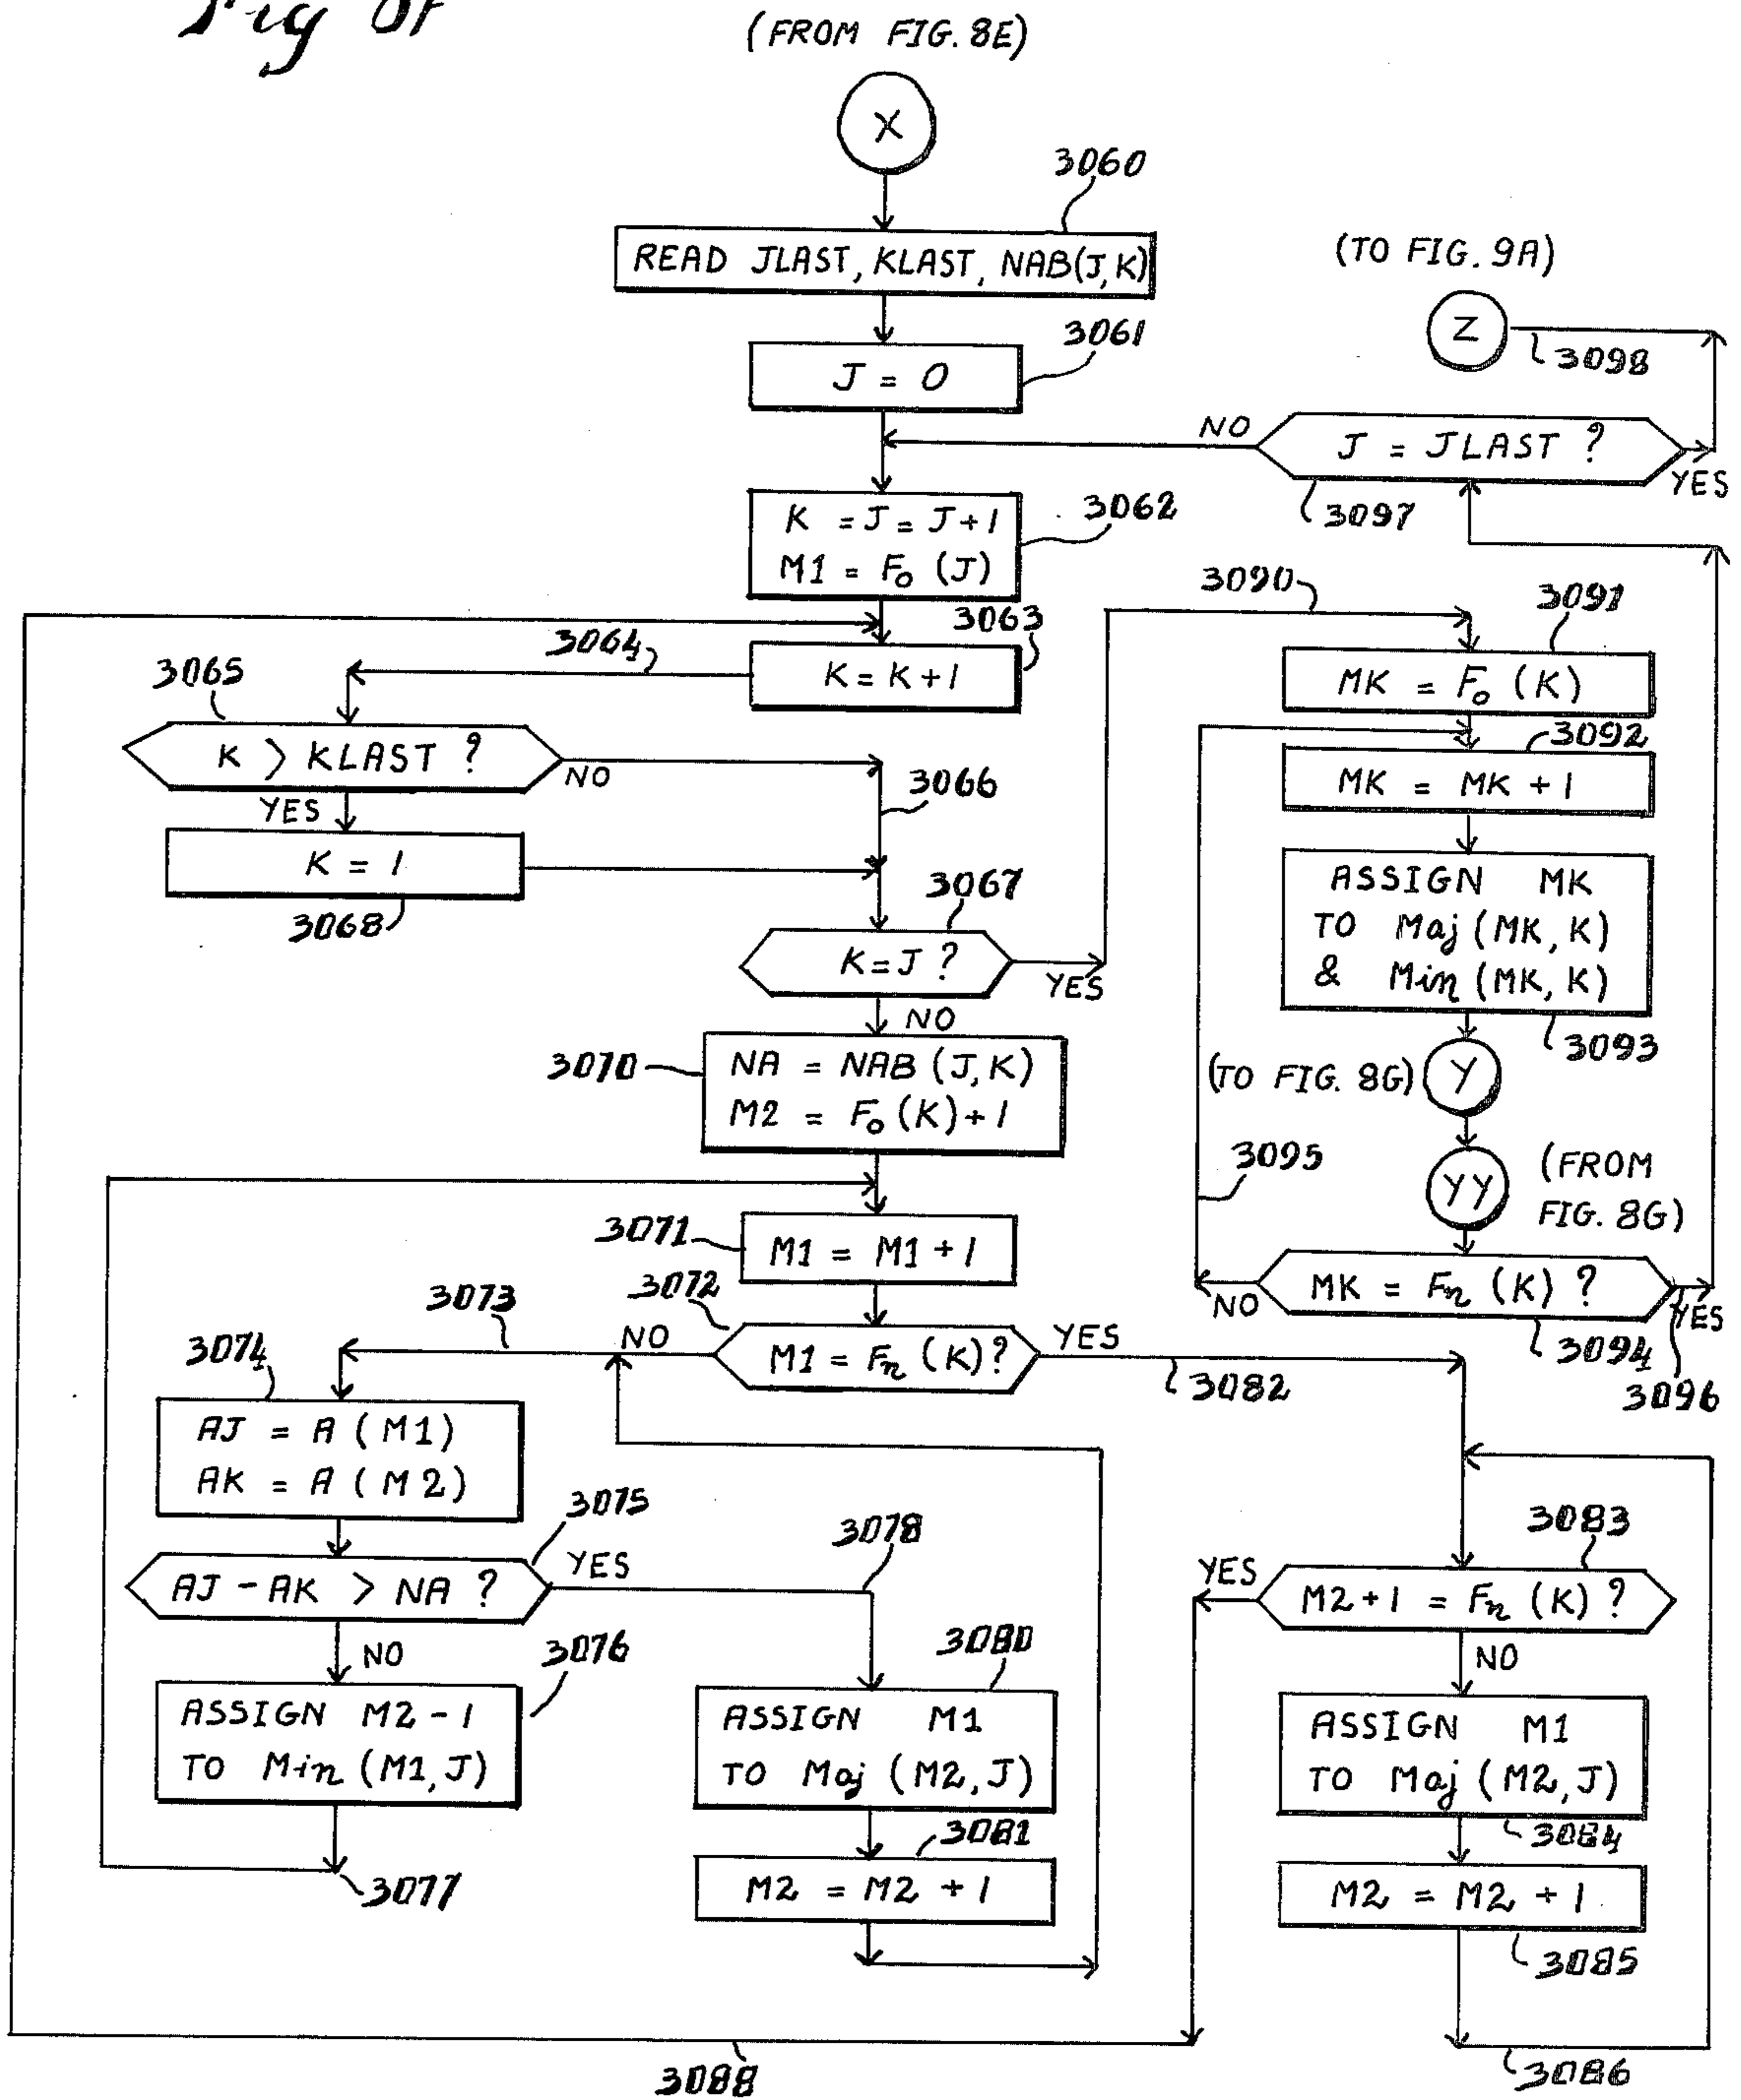 Fig 8F
(FROM FIG. 8E)
X
3060
READ JLAST, KLAST, NAB(J,K)
(TO FIG. 9A)
Z
3098
3061
J = 0
NO
J = JLAST ?
YES
3097
K = J = J+1
M1 = Fo (J)
3062
3090
3091
3063
3064
K = K+1
MK = Fo (K)
3065
K > KLAST ?
NO
YES
3066
3092
MK = MK + 1
K = 1
3068
3067
K=J ?
YES
NO
ASSIGN MK
TO Maj (MK, K)
& Min (MK, K)
3093
3070
NA = NAB (J,K)
M2 = Fo (K)+1
(TO FIG. 8G)
Y
3095
YY
(FROM
FIG. 8G)
3071
M1 = M1 + 1
MK = Fn (K) ?
NO
YES
3094
3096
3072
3073
NO
M1 = Fn (K)?
YES
3082
3074
AJ = A (M1)
AK = A (M2)
3075
AJ - AK > NA ?
YES
NO
3078
3083
YES
M2+1 = Fn (K) ?
NO
3076
ASSIGN M2-1
TO Min (M1,J)
3077
3080
ASSIGN M1
TO Maj (M2,J)
3081
M2 = M2 + 1
ASSIGN M1
TO Maj (M2,J)
3084
M2 = M2 + 1
3085
3086
3088